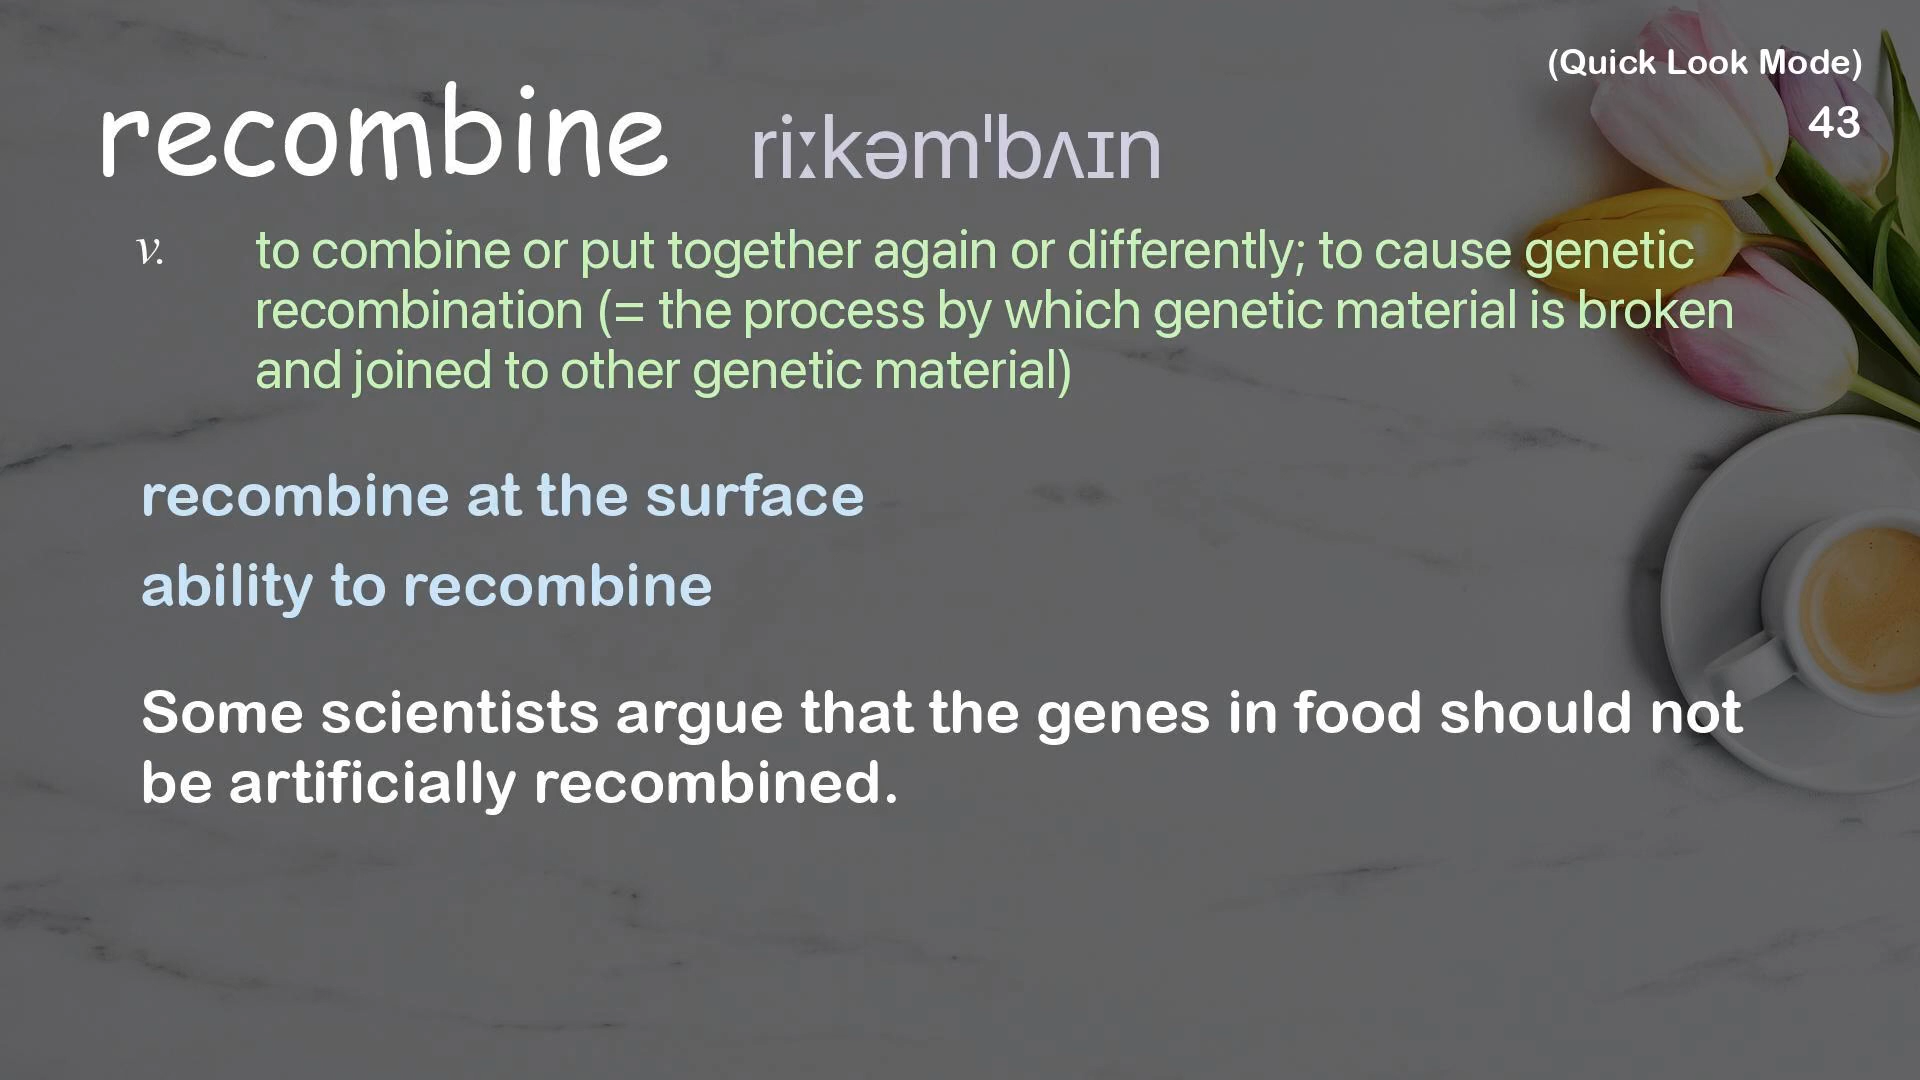 (Quick Look Mode)
43
recombine riːkəmˈbʌɪn
v. to combine or put together again or differently; to cause genetic
recombination (= the process by which genetic material is broken
and joined to other genetic material)
recombine at the surface
ability to recombine
Some scientists argue that the genes in food should not
be artificially recombined.